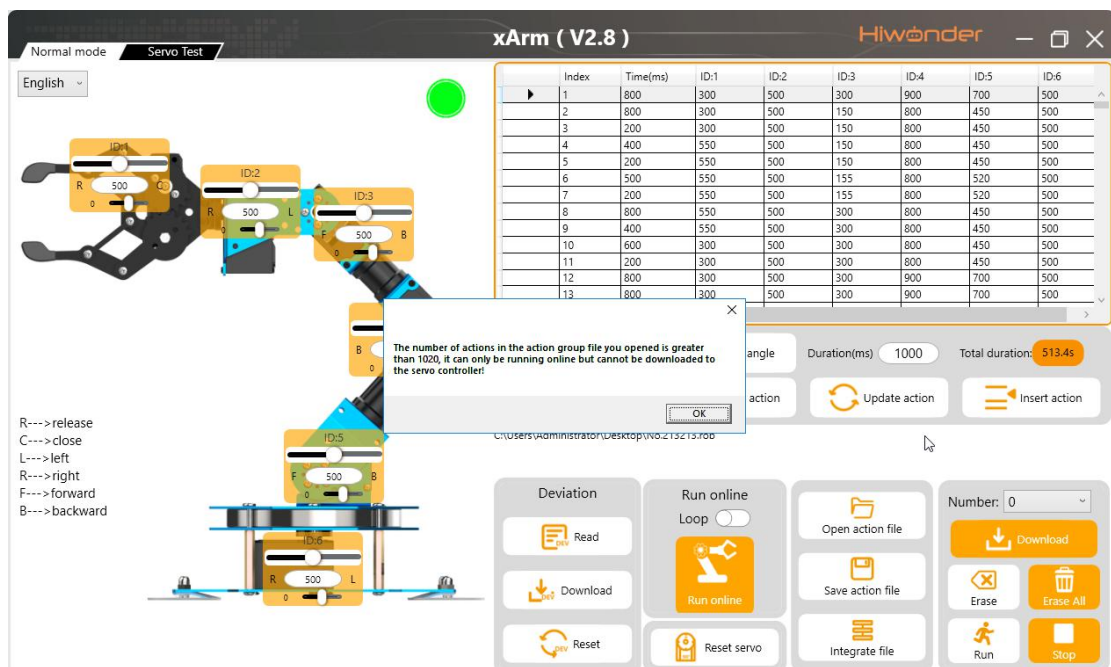 xArm ( V2.8 )
Hiwonder
Normal mode
Servo Test
English
ID:1
R 500 C
0
ID:2
R 500 L
0
ID:3
F 500 B
0
B
0
ID:5
F 500 B
0
ID:6
R 500 L
0
R--->release
C--->close
L--->left
R--->right
F--->forward
B--->backward
Index Time(ms) ID:1 ID:2 ID:3 ID:4 ID:5 ID:6
1 800 300 500 300 900 700 500
2 800 300 500 150 800 450 500
3 200 300 500 150 800 450 500
4 400 550 500 150 800 450 500
5 200 550 500 150 800 450 500
6 500 550 500 155 800 520 500
7 200 550 500 155 800 520 500
8 800 550 500 300 800 450 500
9 400 550 500 300 800 450 500
10 600 300 500 300 800 450 500
11 200 300 500 300 800 450 500
12 800 300 500 300 900 700 500
13 800 300 500 300 900 700 500
The number of actions in the action group file you opened is greater
than 1020, it can only be running online but cannot be downloaded to
the servo controller!
OK
angle
Duration(ms) 1000
Total duration: 513.4s
action
Update action
Insert action
C:\Users\Administrator\Desktop\No.213213.rob
Deviation
Read
Download
Reset
Run online
Loop
Run online
Reset servo
Open action file
Save action file
Integrate file
Number: 0
Download
Erase
Erase All
Run
Stop